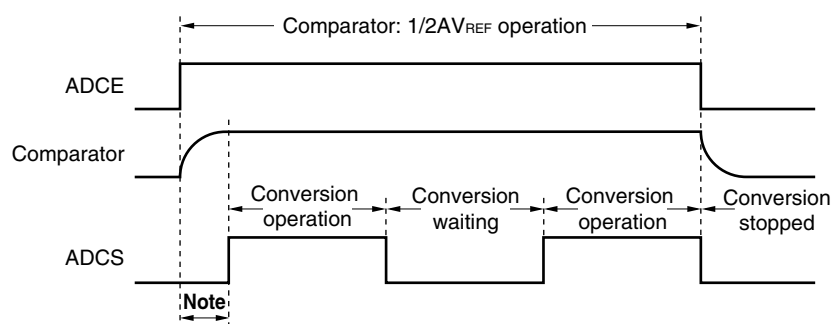 Comparator: 1/2AVREF operation
ADCE
Comparator
Conversion operation
Conversion waiting
Conversion operation
Conversion stopped
ADCS
Note